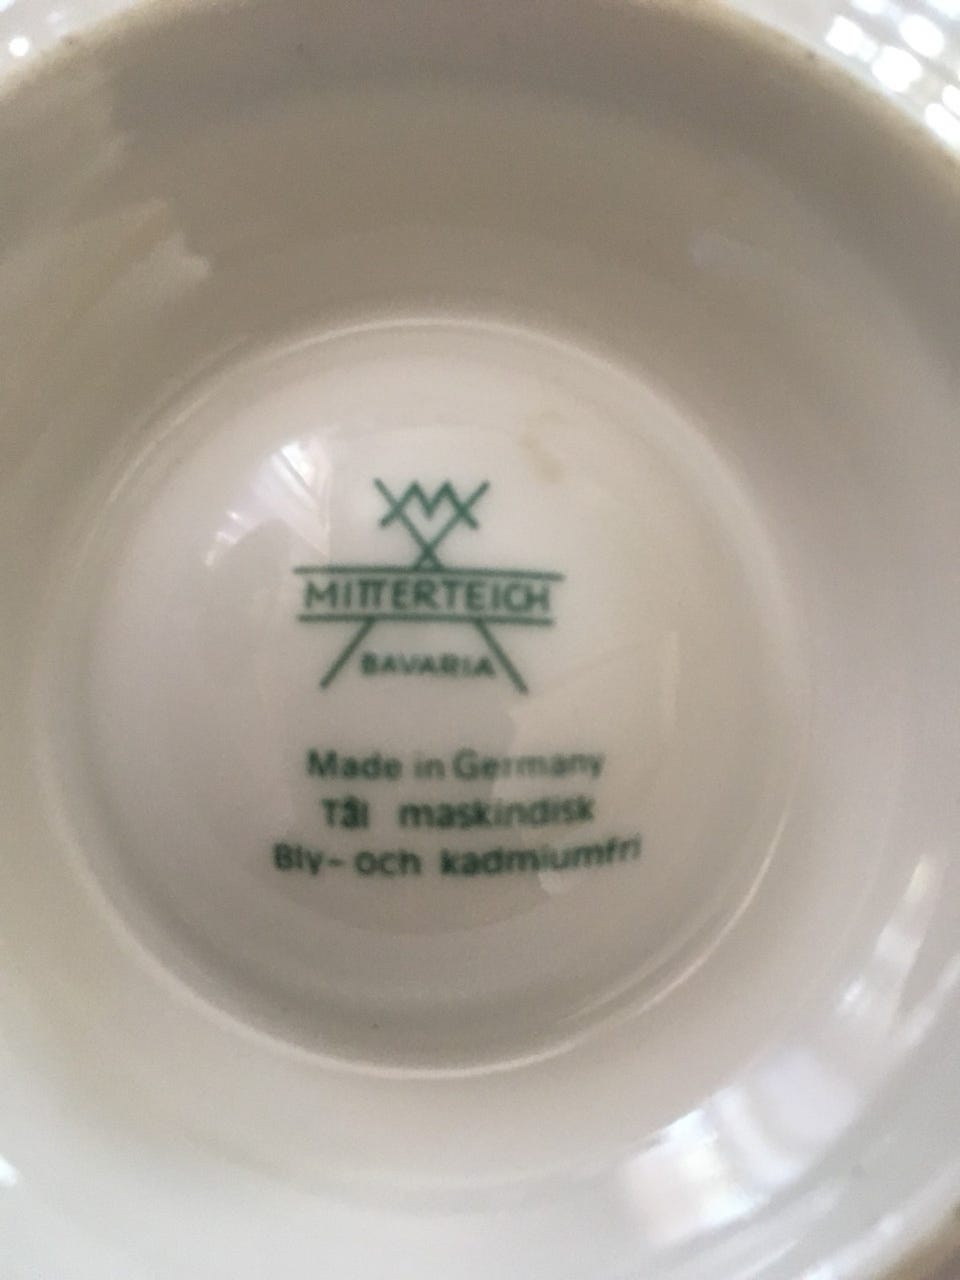 MITTERTEICH
BAVARIA
Made in Germany
Tål maskindisk
Bly- och kadmiumfri